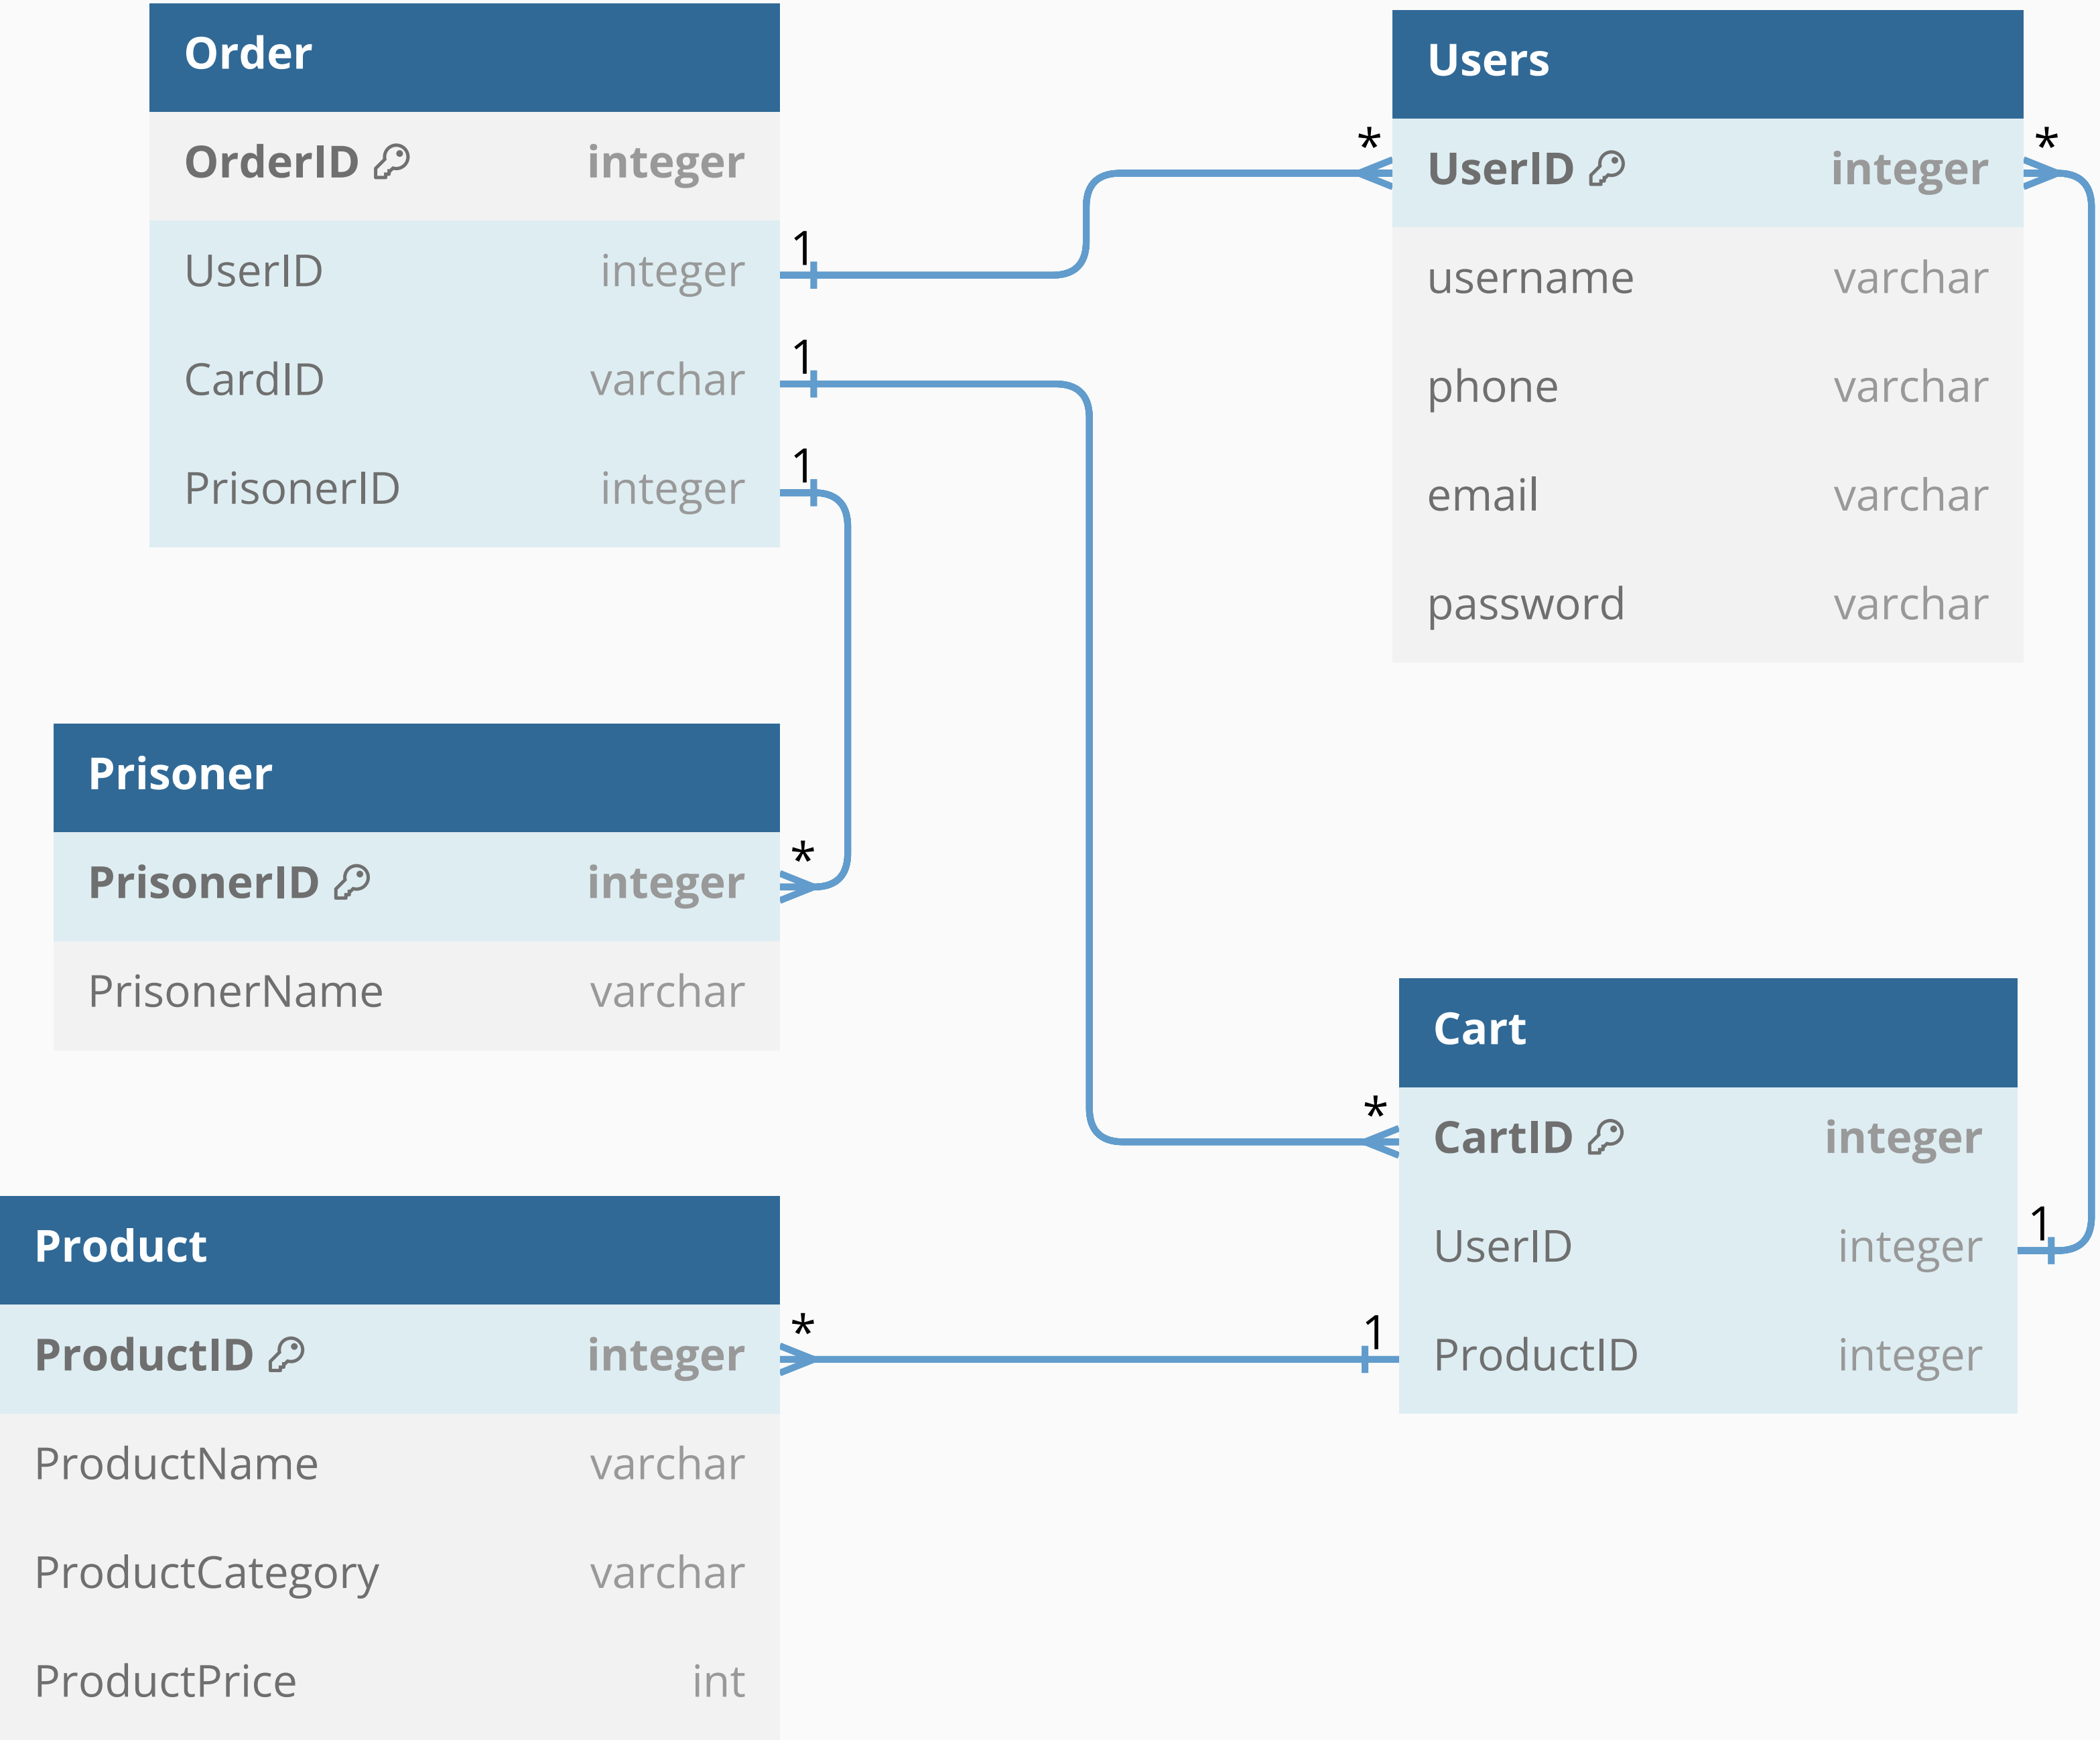 Order
OrderID integer
UserID integer
CardID varchar
PrisonerID integer
1
1
1
Users
UserID integer
username varchar
phone varchar
email varchar
password varchar
*
*
Prisoner
PrisonerID integer
PrisonerName varchar
*
Cart
CartID integer
UserID integer
ProductID integer
*
1
1
Product
ProductID integer
ProductName varchar
ProductCategory varchar
ProductPrice int
*